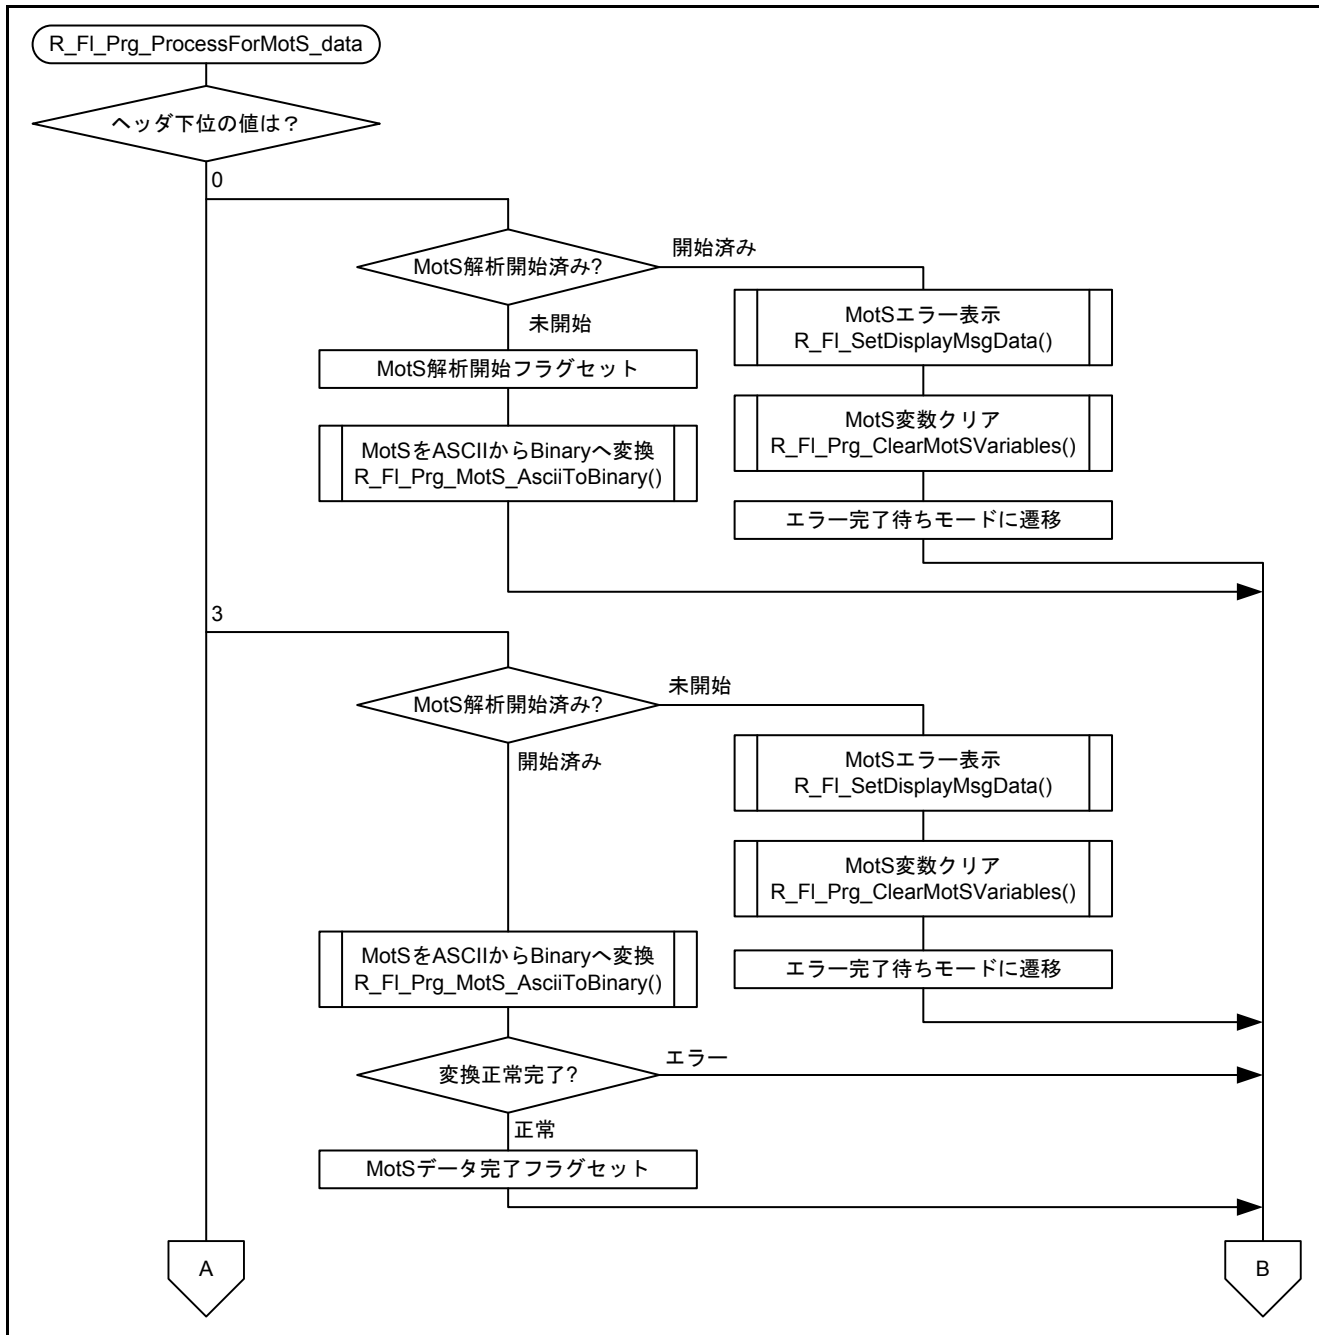 R_Fl_Prg_ProcessForMotS_data
ヘッダ下位の値は？
0
MotS解析開始済み?
開始済み
未開始
MotSエラー表示
R_Fl_SetDisplayMsgData()
MotS解析開始フラグセット
MotS変数クリア
R_Fl_Prg_ClearMotSVariables()
MotSをASCIIからBinaryへ変換
R_Fl_Prg_MotS_AsciiToBinary()
エラー完了待ちモードに遷移
3
MotS解析開始済み?
未開始
開始済み
MotSエラー表示
R_Fl_SetDisplayMsgData()
MotS変数クリア
R_Fl_Prg_ClearMotSVariables()
MotSをASCIIからBinaryへ変換
R_Fl_Prg_MotS_AsciiToBinary()
エラー完了待ちモードに遷移
変換正常完了?
エラー
正常
MotSデータ完了フラグセット
A
B